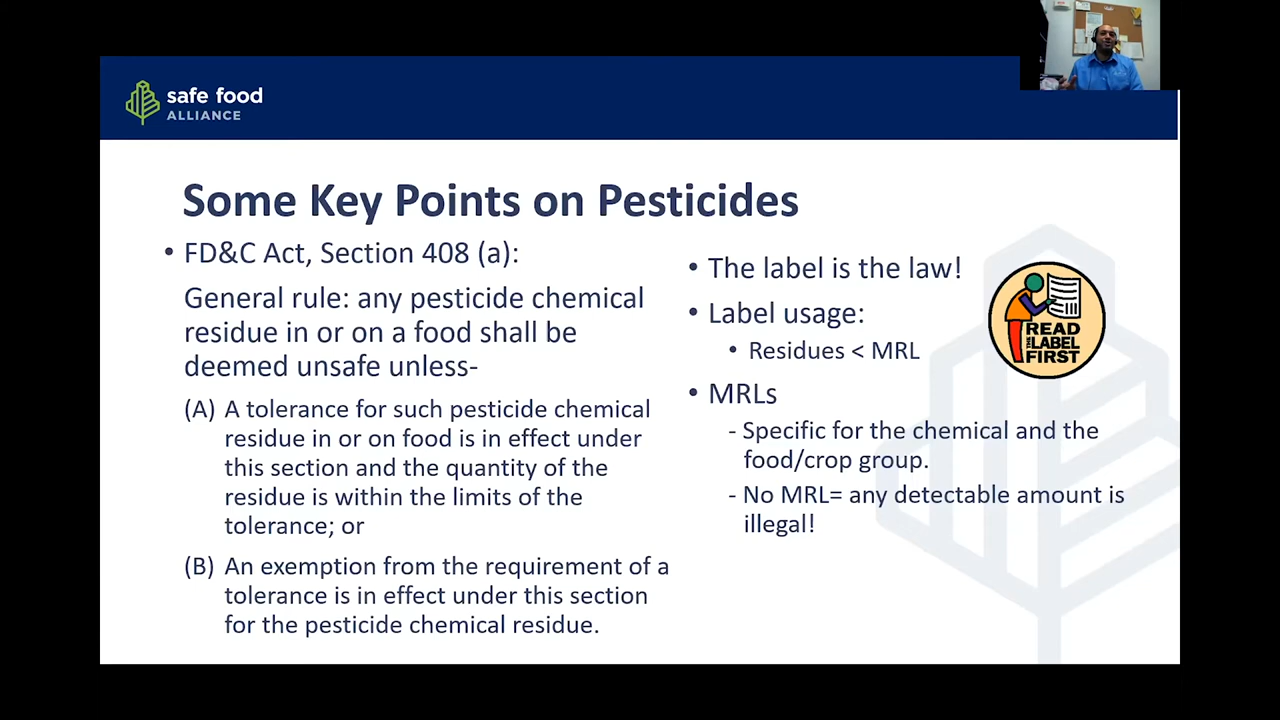 safe food
ALLIANCE
Some Key Points on Pesticides
• FD&C Act, Section 408 (a):
General rule: any pesticide chemical
residue in or on a food shall be
deemed unsafe unless-
(A) A tolerance for such pesticide chemical
residue in or on food is in effect under
this section and the quantity of the
residue is within the limits of the
tolerance; or
(B) An exemption from the requirement of a
tolerance is in effect under this section
for the pesticide chemical residue.
• The label is the law!
• Label usage:
• Residues < MRL
• MRLs
- Specific for the chemical and the
food/crop group.
- No MRL= any detectable amount is
illegal!
READ
THE LABEL
FIRST